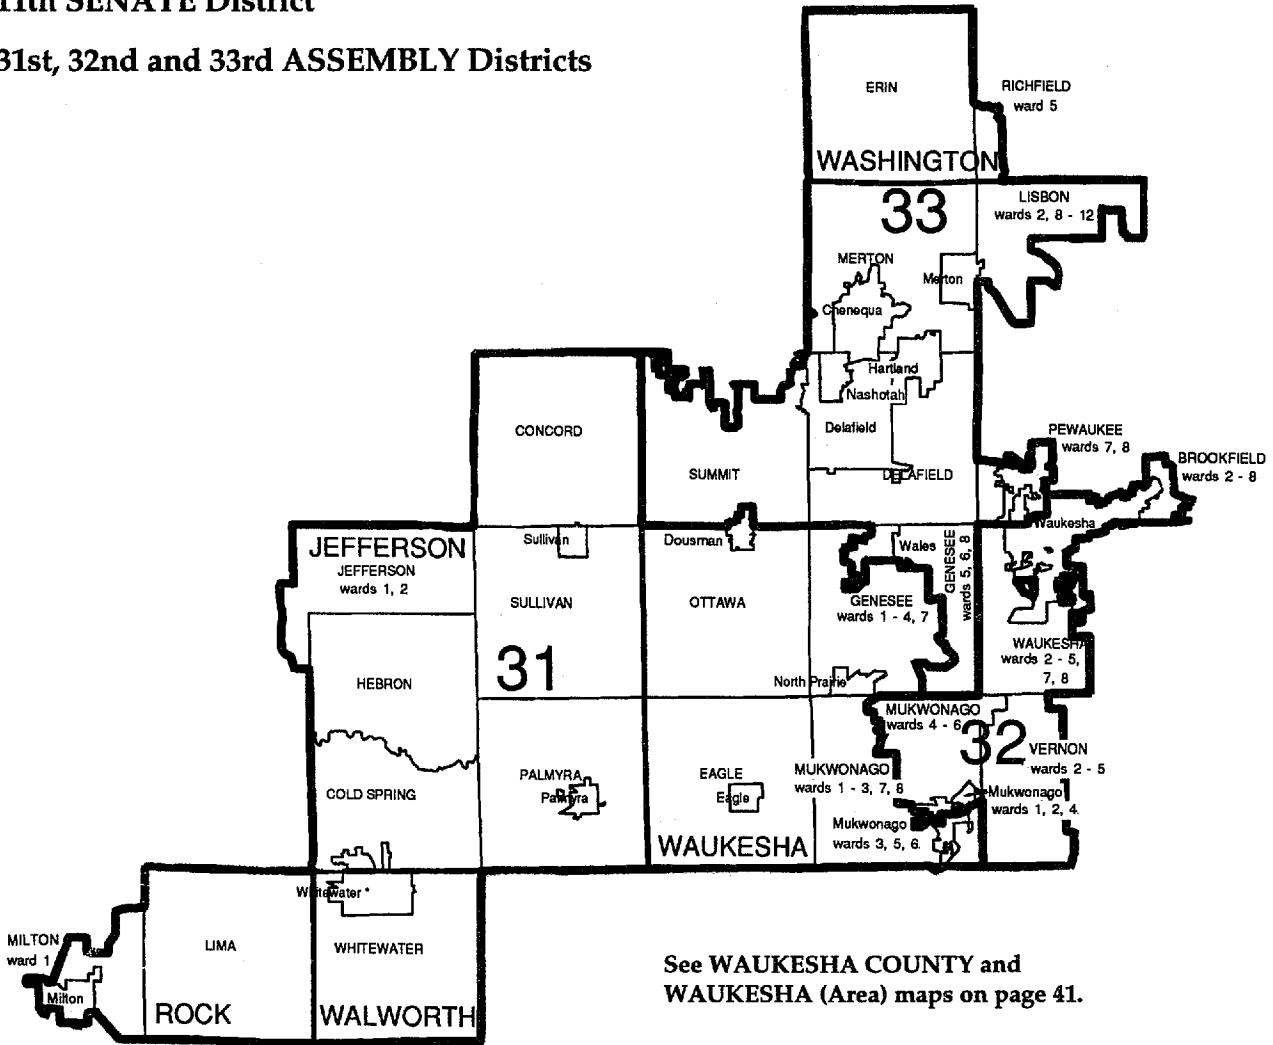 11th SENATE District
31st, 32nd and 33rd ASSEMBLY Districts
ERIN
RICHFIELD
ward 5
WASHINGTON
33
LISBON
wards 2, 8 - 12
MERTON
Merton
Chenequa
Hartland
Nashotah
Delafield
DELAFIELD
CONCORD
SUMMIT
PEWAUKEE
wards 7, 8
BROOKFIELD
wards 2 - 8
Waukesha
JEFFERSON
JEFFERSON
wards 1, 2
Sullivan
SULLIVAN
Dousman
OTTAWA
Wales
GENESEE
wards 5, 6, 8
GENESEE
wards 1 - 4, 7
WAUKESHA
wards 2 - 5,
7, 8
31
HEBRON
North Prairie
MUKWONAGO
wards 4 - 6
32
VERNON
wards 2 - 5
COLD SPRING
PALMYRA
Palmyra
EAGLE
Eagle
MUKWONAGO
wards 1 - 3, 7, 8
Mukwonago
wards 1, 2, 4
Mukwonago
wards 3, 5, 6
WAUKESHA
Whitewater
MILTON
ward 1
Milton
LIMA
WHITEWATER
ROCK
WALWORTH
See WAUKESHA COUNTY and
WAUKESHA (Area) maps on page 41.